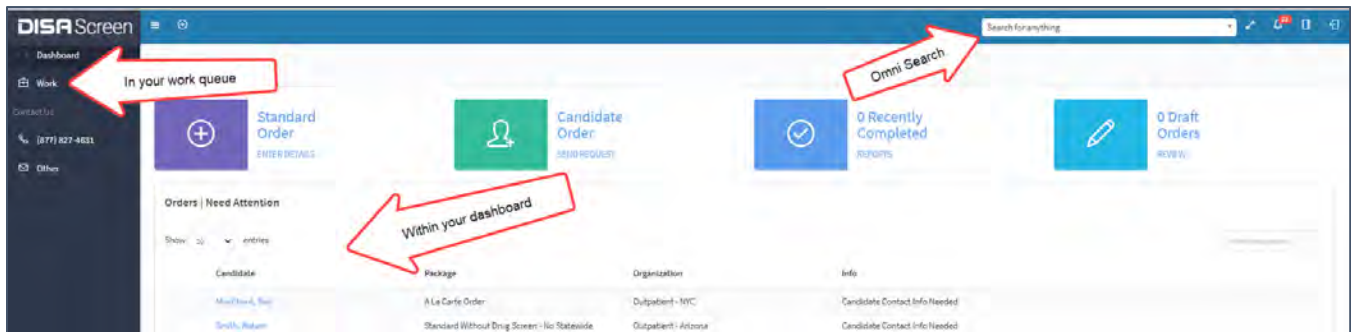 DISA Screen
Search for anything
Dashboard
Work
In your work queue
Omni Search
Contact Us
(877) 827-4631
Other
Standard
Order
ENTER DETAILS
Candidate
Order
SEND REQUEST
0 Recently
Completed
REPORTS
0 Draft
Orders
REVIEW
Orders | Need Attention
Within your dashboard
Show 10 entries
Candidate Package Organization Info
A La Carte Order Outpatient - NYC Candidate Contact Info Needed
Smith, Standard Without Drug Screen - No Statewide Outpatient - Arizona Candidate Contact Info Needed